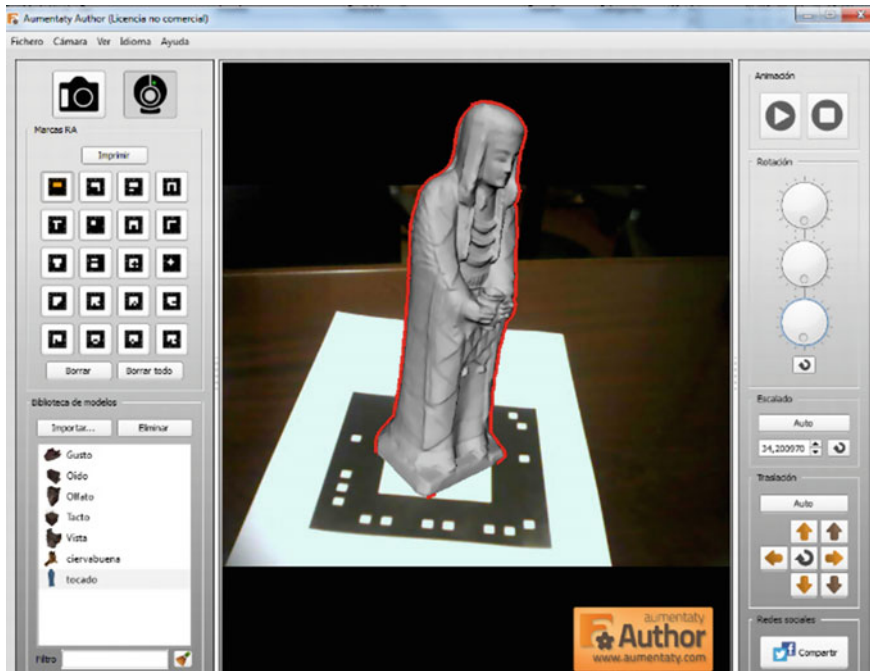 Aumentaty Author (Licencia no comercial)
Fichero Cámara Ver Idioma Ayuda
Marcas RA
Imprimir
Borrar Borrar todo
Biblioteca de modelos
Importar... Eliminar
Gusto
Oido
Olfato
Tacto
Vista
ciervabuena
tocado
Filtro
aumentaty
Author
www.aumentaty.com
Animación
Rotación
Escalado
Auto
34,200970
Traslación
Auto
Redes sociales
Compartir